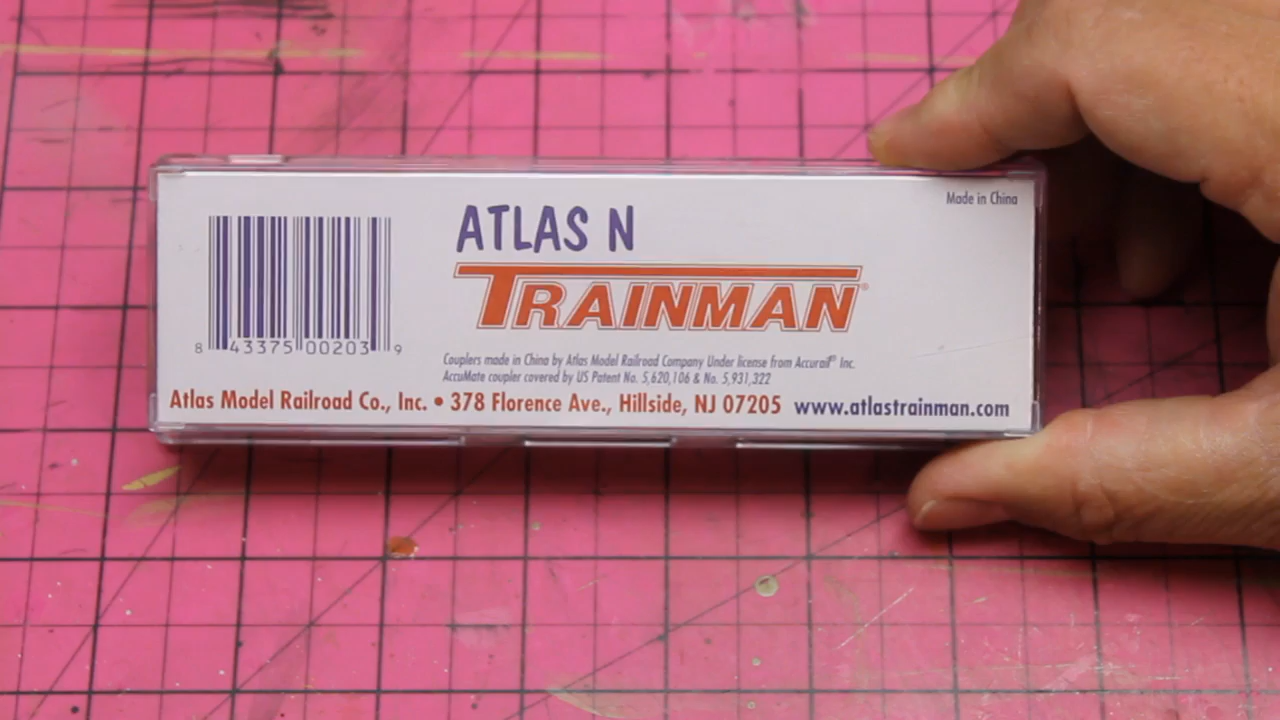 Made in China
ATLAS N
TRAINMAN®
8 43375 00203 9
Couplers made in China by Atlas Model Railroad Company Under license from Accurail® Inc.
AccuMate coupler covered by US Patent No. 5,620,106 & No. 5,931,322
Atlas Model Railroad Co., Inc. • 378 Florence Ave., Hillside, NJ 07205 www.atlastrainman.com